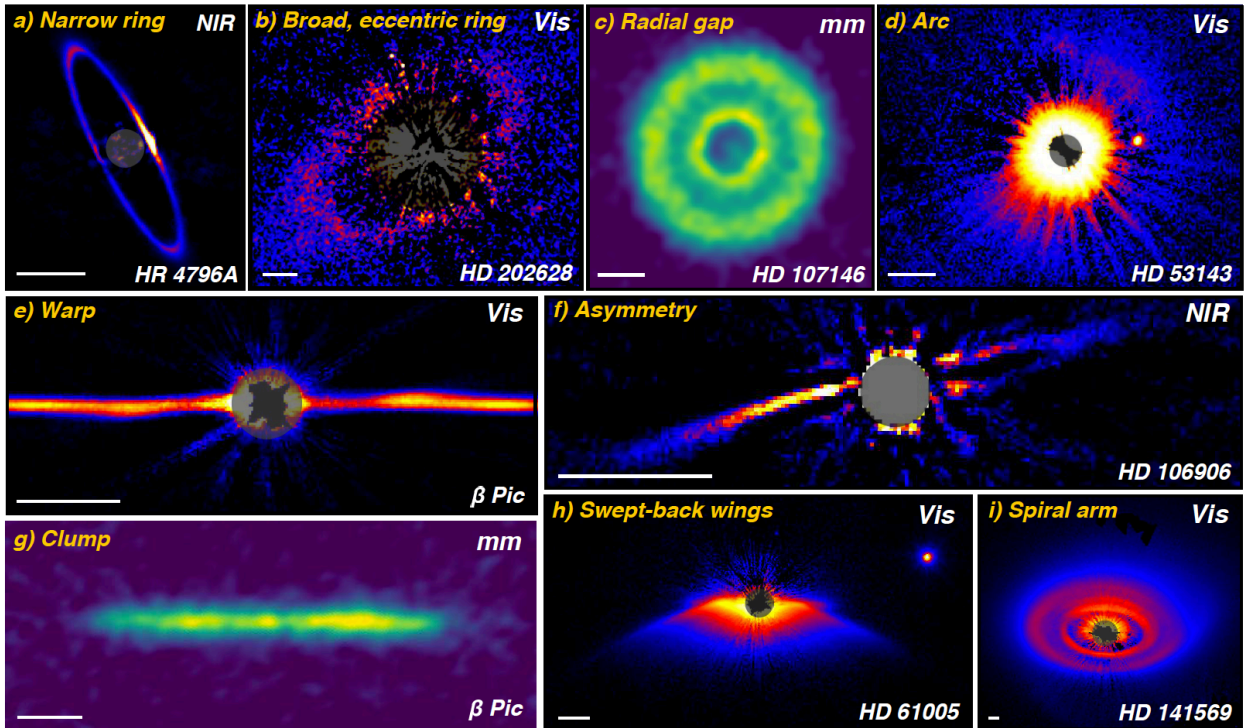 a) Narrow ring
NIR
HR 4796A
b) Broad, eccentric ring
Vis
HD 202628
c) Radial gap
mm
HD 107146
d) Arc
Vis
HD 53143
e) Warp
Vis
β Pic
f) Asymmetry
NIR
HD 106906
g) Clump
mm
β Pic
h) Swept-back wings
Vis
HD 61005
i) Spiral arm
Vis
HD 141569